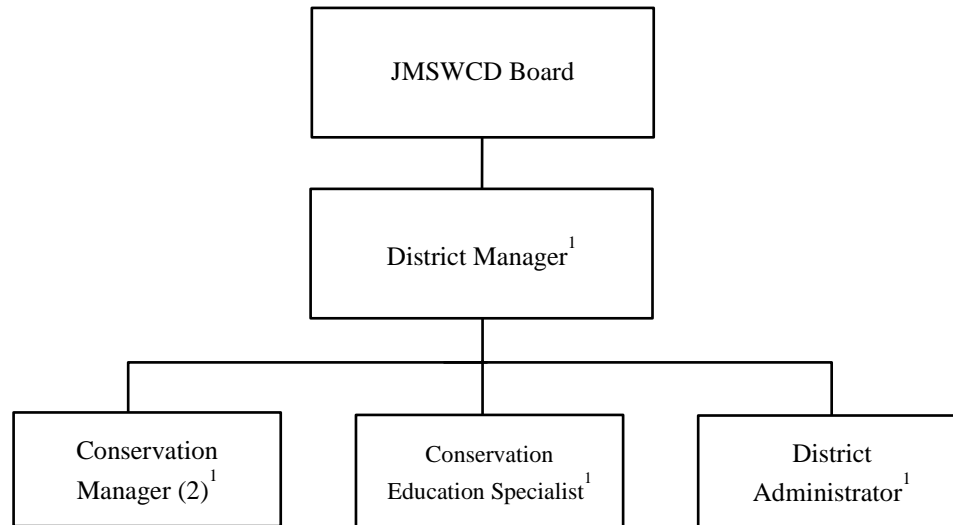 JMSWCD Board
District Manager¹
Conservation
Manager (2)¹
Conservation
Education Specialist¹
District
Administrator¹